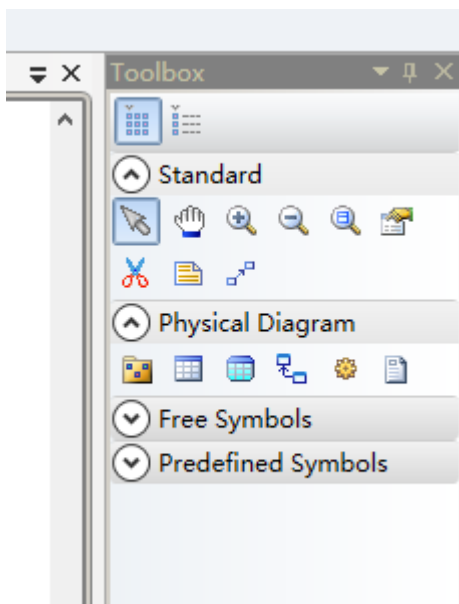 Toolbox
Standard
Physical Diagram
Free Symbols
Predefined Symbols